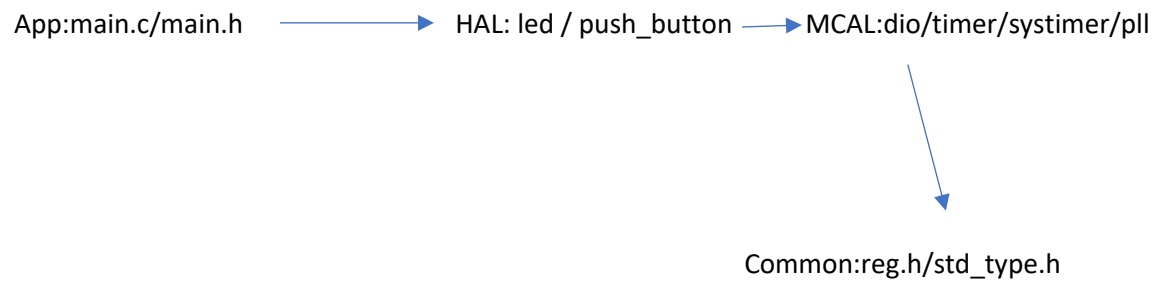 App:main.c/main.h HAL: led / push_button MCAL:dio/timer/systimer/pll
Common:reg.h/std_type.h